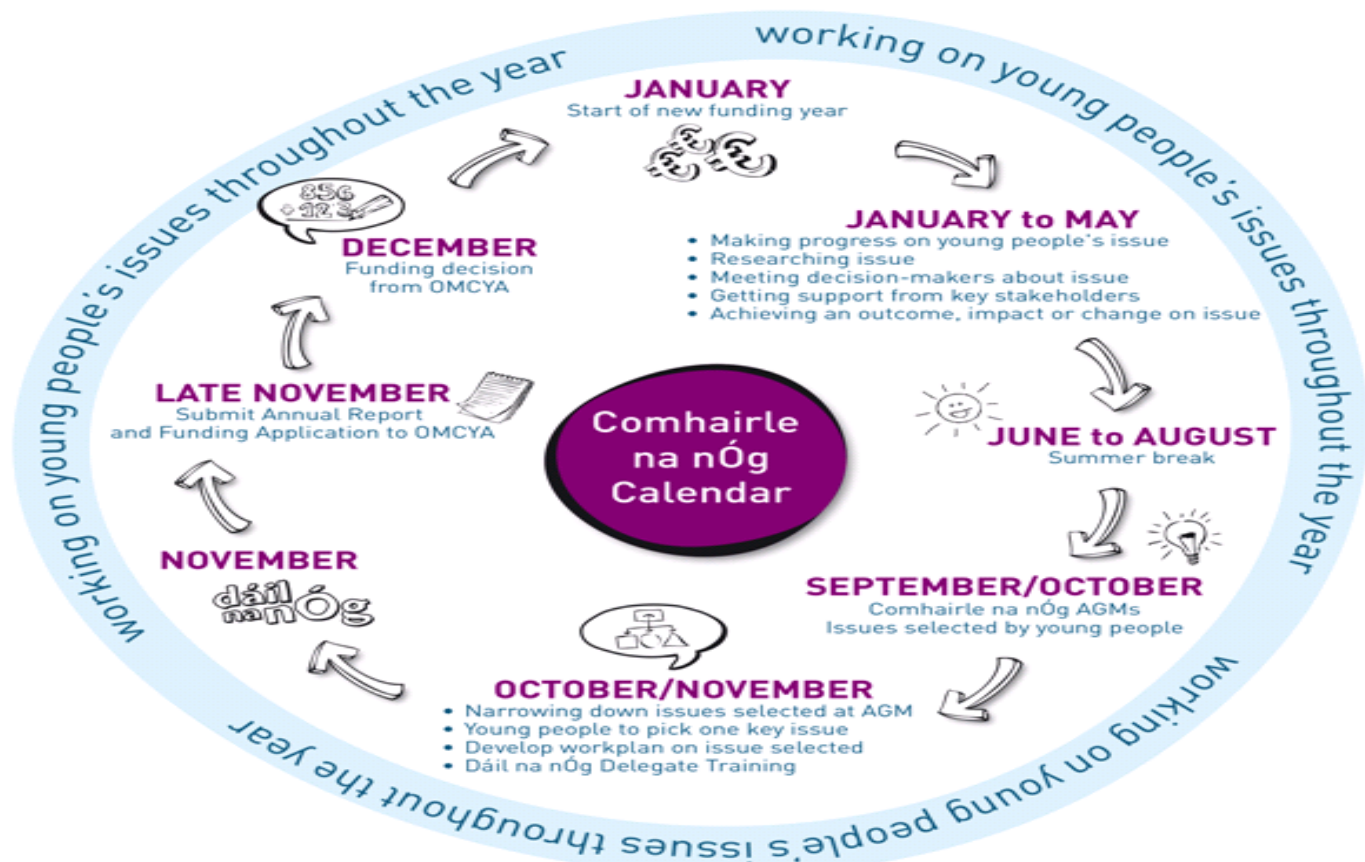 working on young people's issues throughout the year
working on young people's issues throughout the year
JANUARY
Start of new funding year
€ € €
JANUARY to MAY
• Making progress on young people's issue
• Researching issue
• Meeting decision-makers about issue
• Getting support from key stakeholders
• Achieving an outcome, impact or change on issue
JUNE to AUGUST
Summer break
SEPTEMBER/OCTOBER
Comhairle na nÓg AGMs
Issues selected by young people
OCTOBER/NOVEMBER
• Narrowing down issues selected at AGM
• Young people to pick one key issue
• Develop workplan on issue selected
• Dáil na nÓg Delegate Training
NOVEMBER
dáil
na nÓg
LATE NOVEMBER
Submit Annual Report
and Funding Application to OMCYA
DECEMBER
Funding decision
from OMCYA
856
+ 123
Comhairle
na nÓg
Calendar
working on young people's issues throughout the year